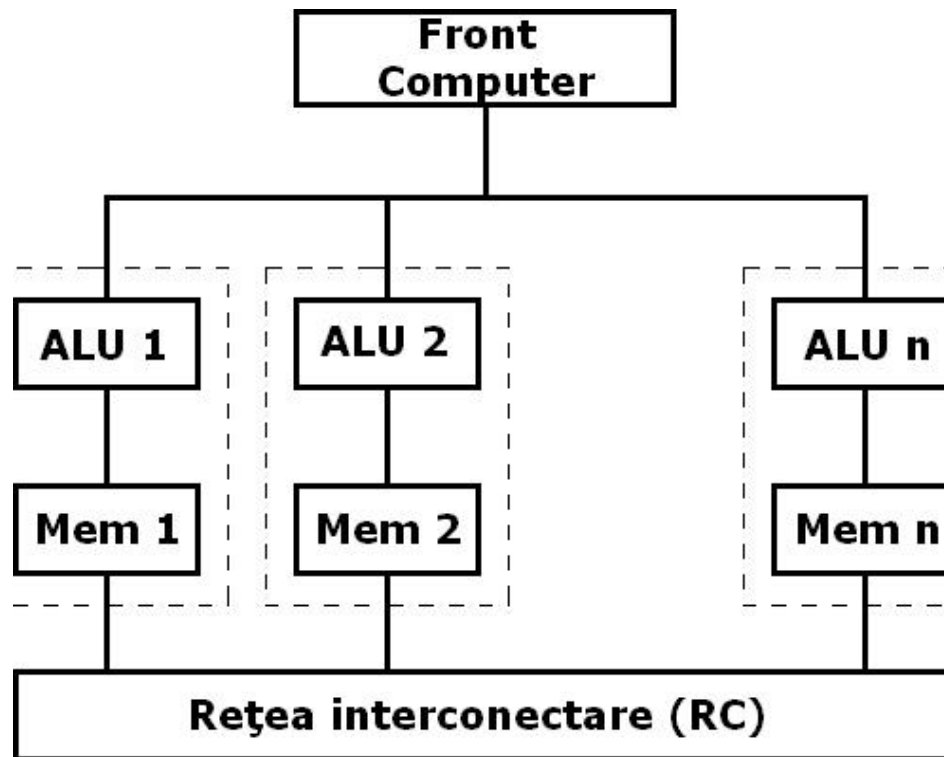 Front
Computer
ALU 1
ALU 2
ALU n
Mem 1
Mem 2
Mem n
Reţea interconectare (RC)